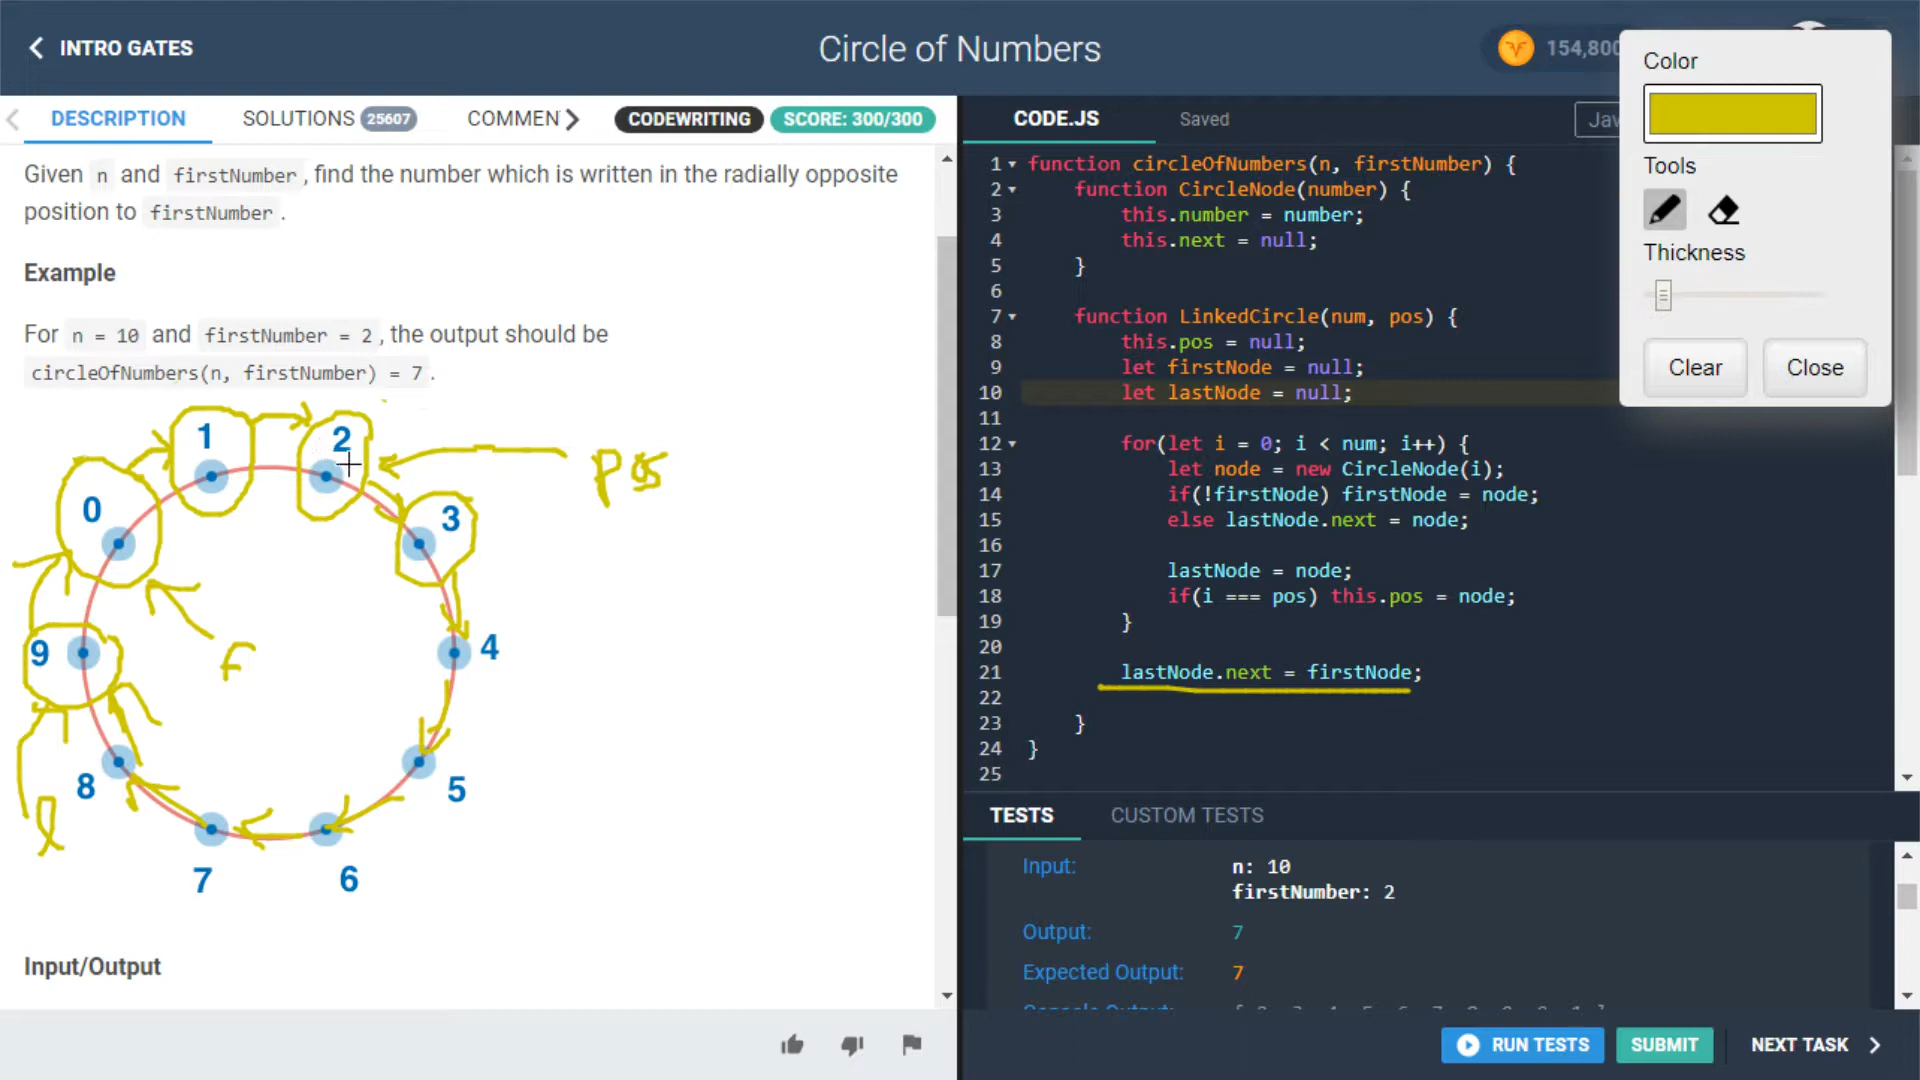 INTRO GATES
Circle of Numbers
154,800
DESCRIPTION
SOLUTIONS 25607
COMMEN
CODEWRITING
SCORE: 300/300
Given n and firstNumber, find the number which is written in the radially opposite
position to firstNumber.
Example
For n = 10 and firstNumber = 2, the output should be
circleOfNumbers(n, firstNumber) = 7.
0
1
2
3
4
5
6
7
8
9
pos
f
l
Input/Output
CODE.JS
Saved
Jav
1 function circleOfNumbers(n, firstNumber) {
2 function CircleNode(number) {
3 this.number = number;
4 this.next = null;
5 }
6
7 function LinkedCircle(num, pos) {
8 this.pos = null;
9 let firstNode = null;
10 let lastNode = null;
11
12 for(let i = 0; i < num; i++) {
13 let node = new CircleNode(i);
14 if(!firstNode) firstNode = node;
15 else lastNode.next = node;
16
17 lastNode = node;
18 if(i === pos) this.pos = node;
19 }
20
21 lastNode.next = firstNode;
22
23 }
24 }
25
Color
Tools
Thickness
Clear
Close
TESTS
CUSTOM TESTS
Input:
n: 10
firstNumber: 2
Output:
7
Expected Output:
7
RUN TESTS
SUBMIT
NEXT TASK